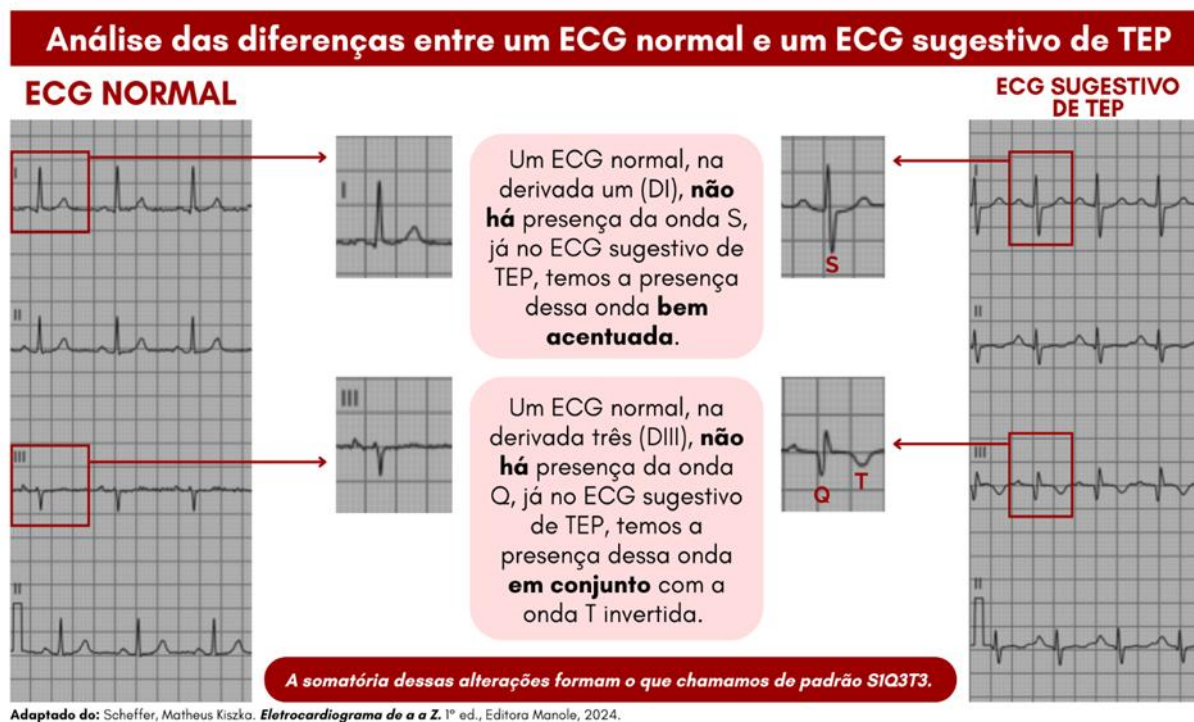 Análise das diferenças entre um ECG normal e um ECG sugestivo de TEP
ECG NORMAL
ECG SUGESTIVO
DE TEP
I
II
III
II
I
III
Um ECG normal, na
derivada um (DI), não
há presença da onda S,
já no ECG sugestivo de
TEP, temos a presença
dessa onda bem
acentuada.
Um ECG normal, na
derivada três (DIII), não
há presença da onda
Q, já no ECG sugestivo
de TEP, temos a
presença dessa onda
em conjunto com a
onda T invertida.
S
Q
T
I
II
III
II
A somatória dessas alterações formam o que chamamos de padrão S1Q3T3.
Adaptado do: Scheffer, Matheus Kiszka. Eletrocardiograma de a a Z. 1° ed., Editora Manole, 2024.